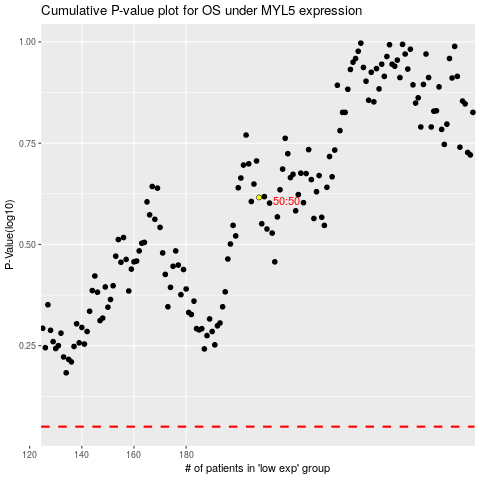 Cumulative P-value plot for OS under MYL5 expression
1.00
0.75
0.50
0.25
P-Value(log10)
50:50
120 140 160 180
# of patients in 'low exp' group